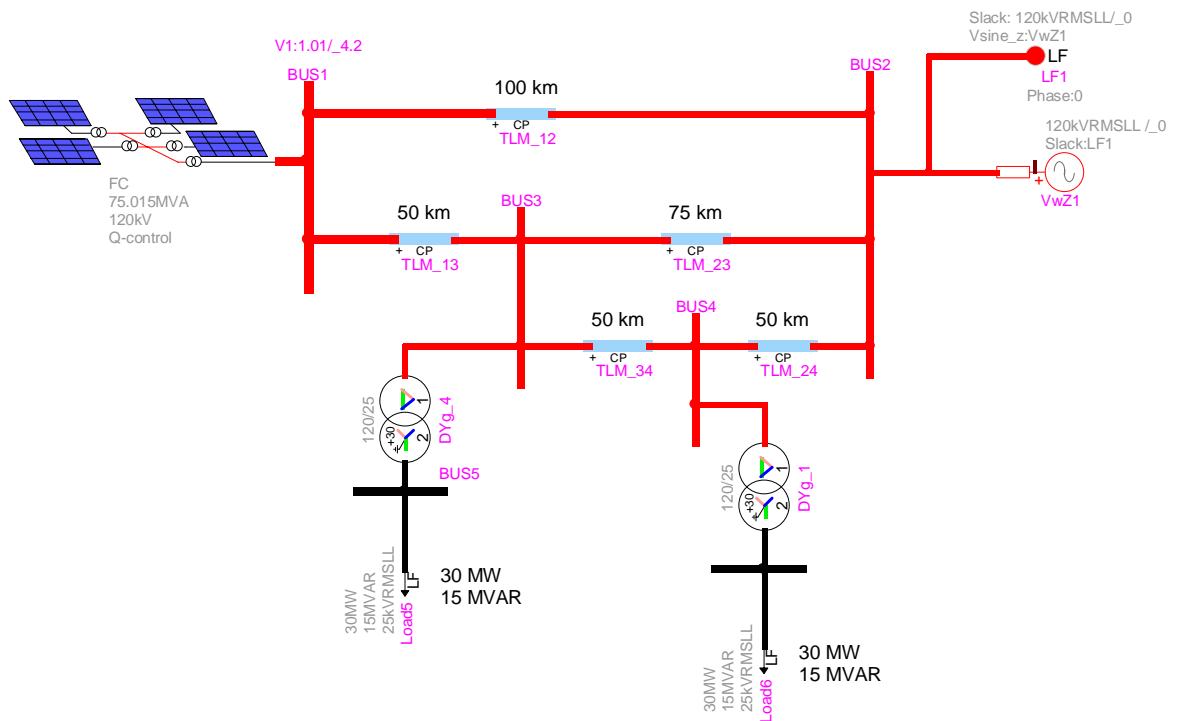 Slack: 120kVRMSLL/_0
Vsine_z:VwZ1
LF
LF1
Phase:0
V1:1.01/_4.2
BUS1
BUS2
100 km
+ CP
TLM_12
120kVRMSLL /_0
Slack:LF1
+
VwZ1
FC
75.015MVA
120kV
Q-control
50 km
+ CP
TLM_13
BUS3
75 km
+ CP
TLM_23
BUS4
50 km
+ CP
TLM_34
50 km
+ CP
TLM_24
120/25
1
2
+30
DYg_4
BUS5
120/25
1
2
+30
DYg_1
30MW
15MVAR
25kVRMSLL
LF
Load5
30 MW
15 MVAR
30MW
15MVAR
25kVRMSLL
LF
Load6
30 MW
15 MVAR